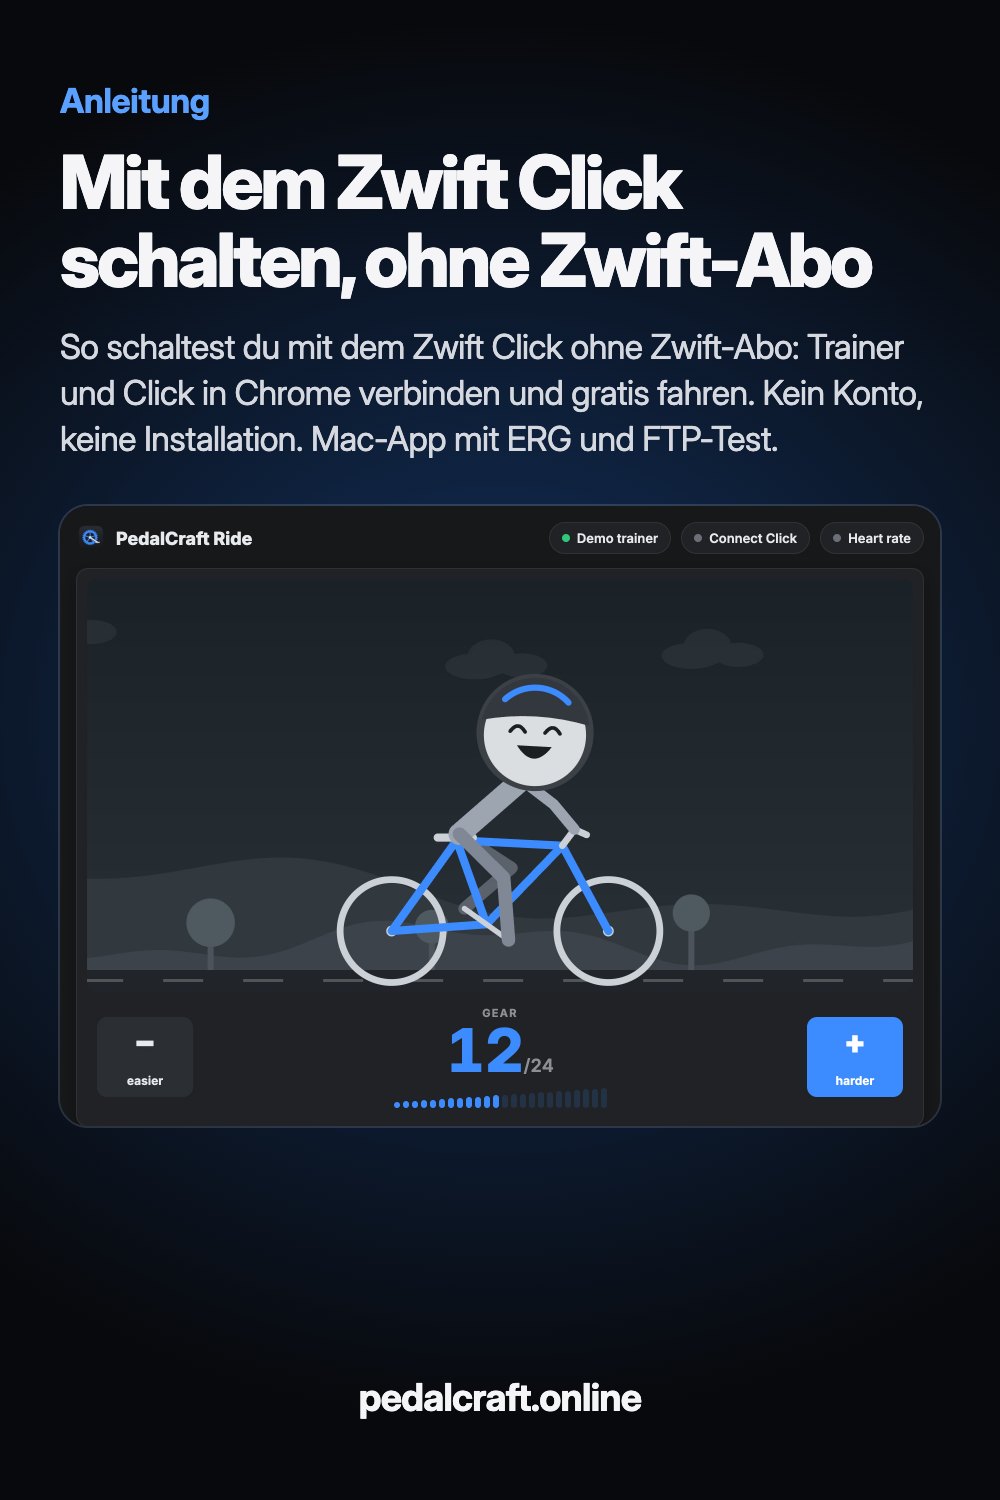 Anleitung
Mit dem Zwift Click
schalten, ohne Zwift-Abo
So schaltest du mit dem Zwift Click ohne Zwift-Abo: Trainer
und Click in Chrome verbinden und gratis fahren. Kein Konto,
keine Installation. Mac-App mit ERG und FTP-Test.
PedalCraft Ride
Demo trainer
Connect Click
Heart rate
GEAR
12/24
−
easier
+
harder
pedalcraft.online